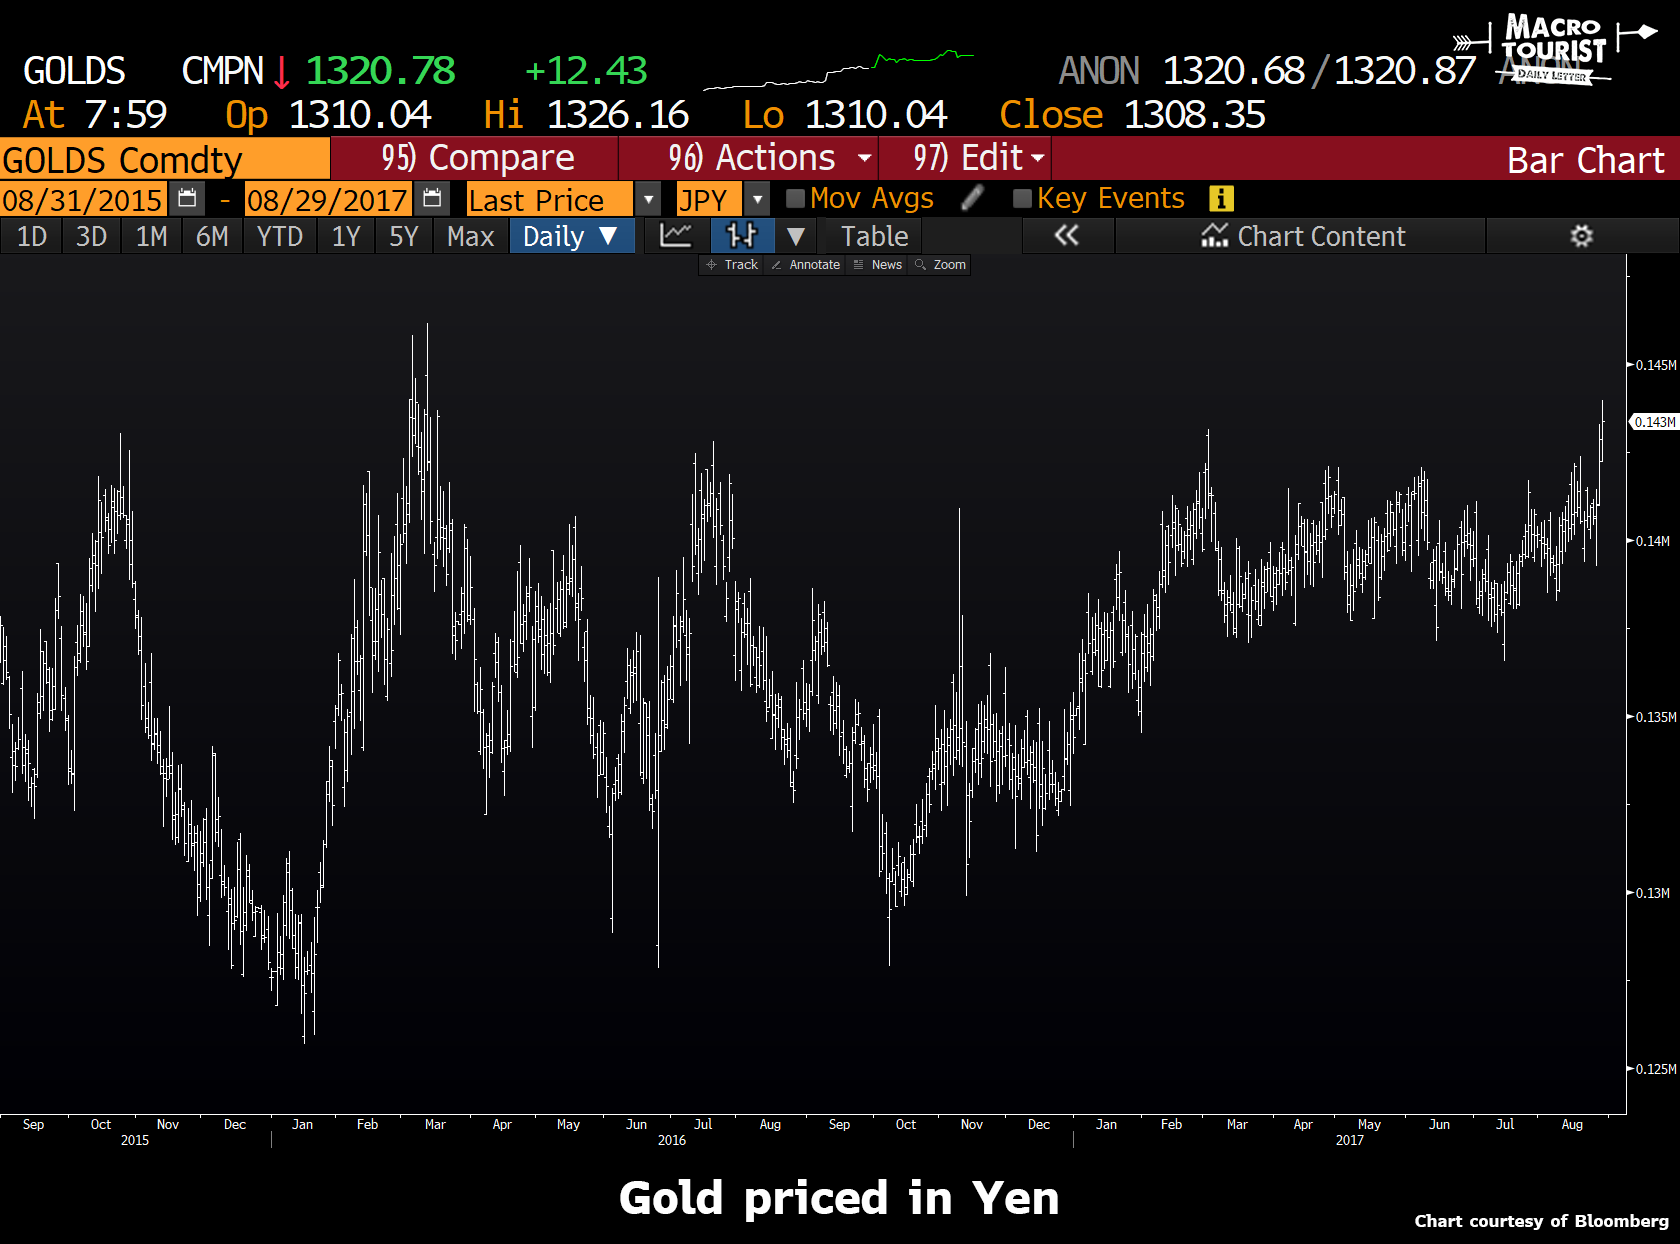 MACRO
TOURIST
DAILY LETTER
GOLDS CMPN ↓ 1320.78 +12.43 ANON 1320.68/1320.87 ANON
At 7:59 Op 1310.04 Hi 1326.16 Lo 1310.04 Close 1308.35
GOLDS Comdty 95) Compare 96) Actions 97) Edit Bar Chart
08/31/2015 - 08/29/2017 Last Price JPY Mov Avgs Key Events i
1D 3D 1M 6M YTD 1Y 5Y Max Daily ▼ ▼ Table « Chart Content
Track Annotate News Zoom
0.145M
0.143M
0.14M
0.135M
0.13M
0.125M
Sep Oct Nov Dec Jan Feb Mar Apr May Jun Jul Aug Sep Oct Nov Dec Jan Feb Mar Apr May Jun Jul Aug
2015 2016 2017
Gold priced in Yen
Chart courtesy of Bloomberg